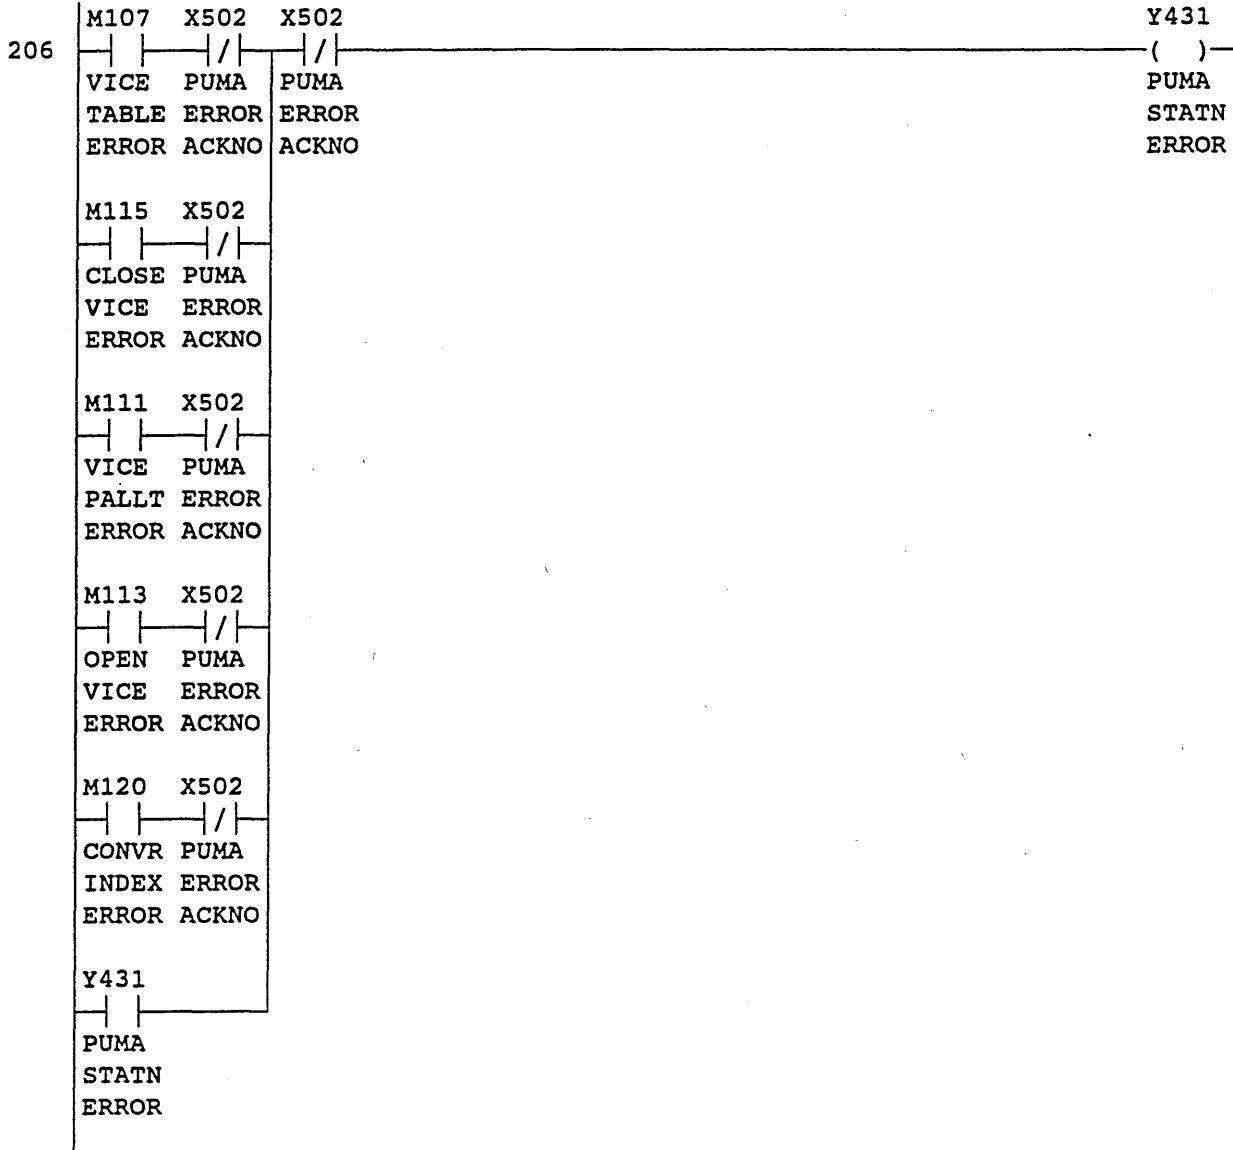 M107 X502 X502 Y431
206 ( )
VICE PUMA PUMA PUMA
TABLE ERROR ERROR STATN
ERROR ACKNO ACKNO ERROR
M115 X502
CLOSE PUMA
VICE ERROR
ERROR ACKNO
M111 X502
VICE PUMA
PALLT ERROR
ERROR ACKNO
M113 X502
OPEN PUMA
VICE ERROR
ERROR ACKNO
M120 X502
CONVR PUMA
INDEX ERROR
ERROR ACKNO
Y431
PUMA
STATN
ERROR